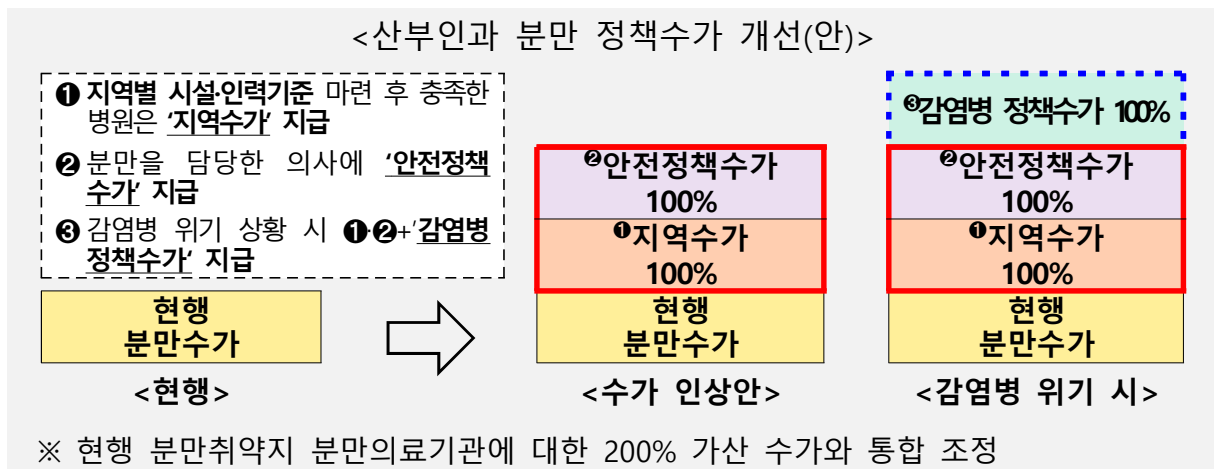 <산부인과 분만 정책수가 개선(안)>
❶ 지역별 시설·인력기준 마련 후 충족한
병원은 '지역수가' 지급
❷ 분만을 담당한 의사에 '안전정책
수가' 지급
❸ 감염병 위기 상황 시 ❶·❷+'감염병
정책수가' 지급
현행
분만수가
<현행>
❷안전정책수가
100%
❶지역수가
100%
현행
분만수가
<수가 인상안>
❸감염병 정책수가 100%
❷안전정책수가
100%
❶지역수가
100%
현행
분만수가
<감염병 위기 시>
※ 현행 분만취약지 분만의료기관에 대한 200% 가산 수가와 통합 조정